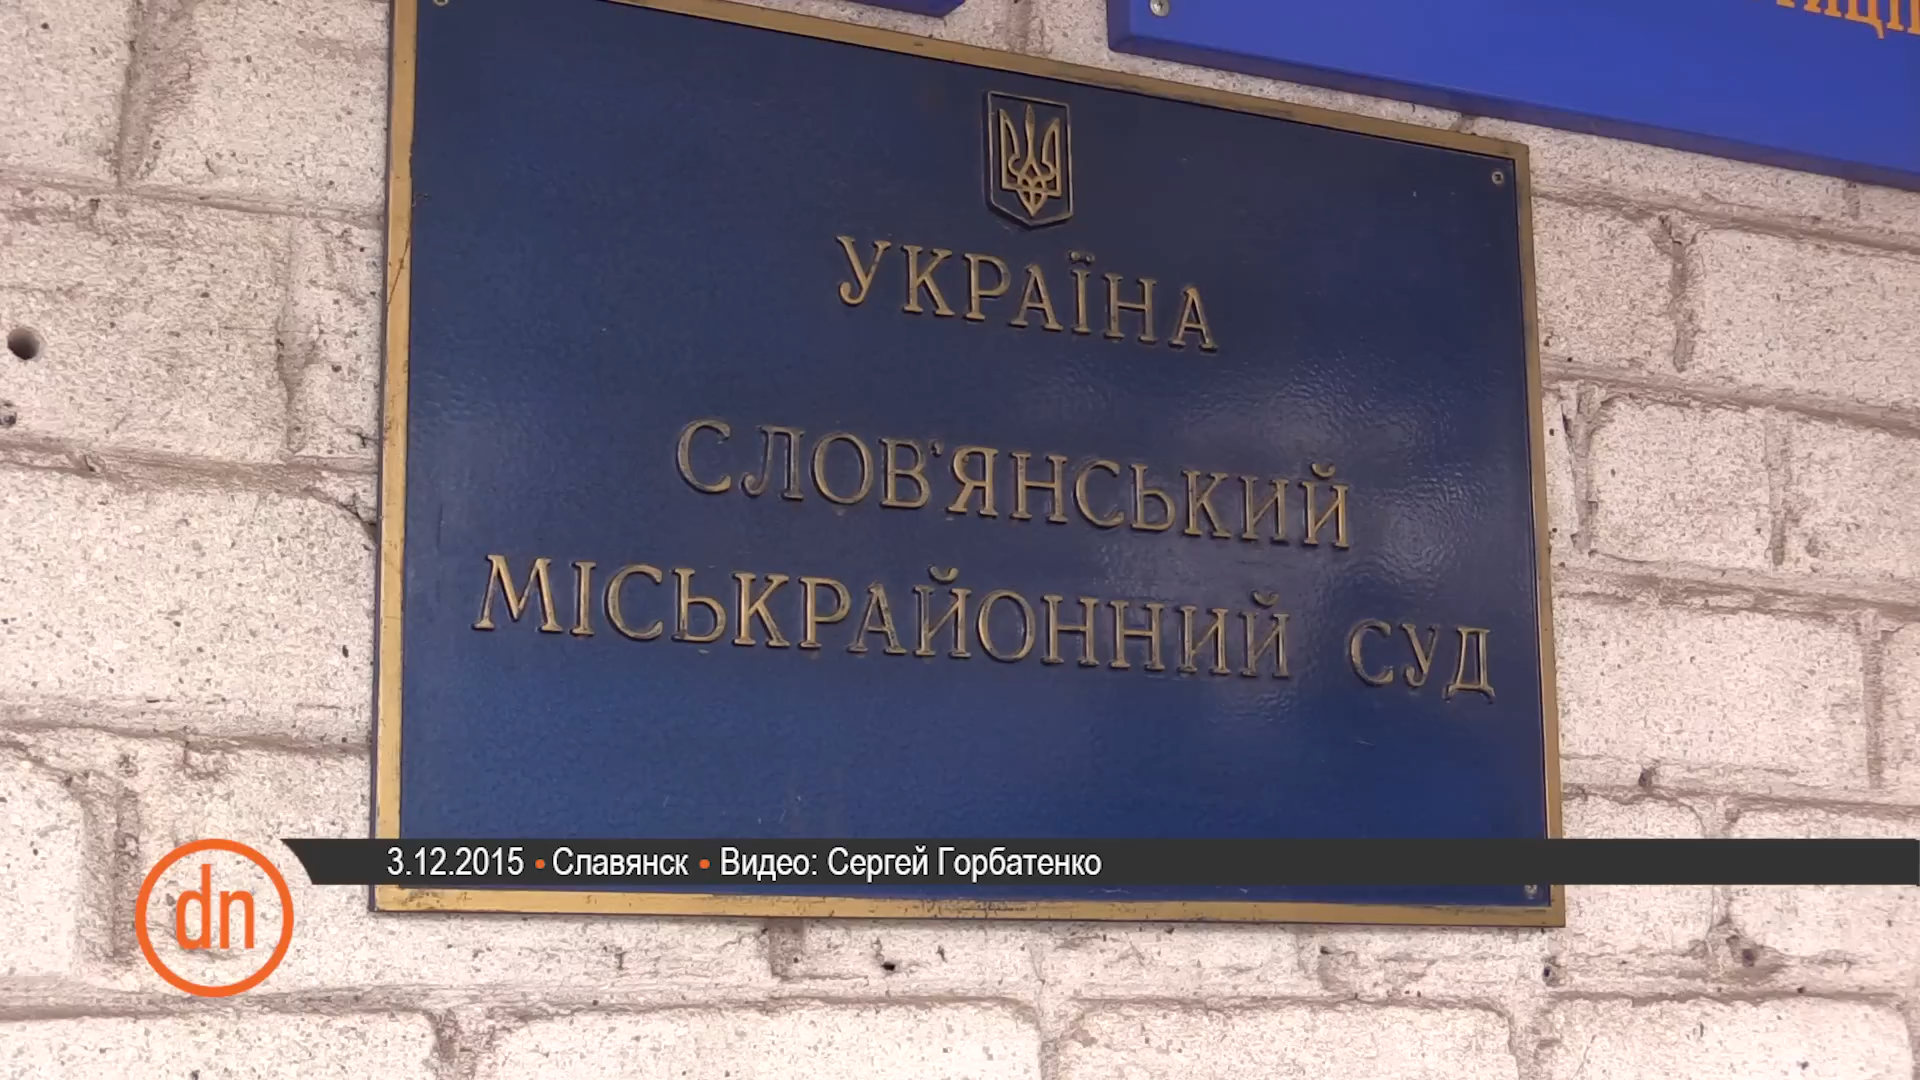 УКРАЇНА
СЛОВ'ЯНСЬКИЙ
МІСЬКРАЙОННИЙ СУД
3.12.2015 • Славянск • Видео: Сергей Горбатенко
dn